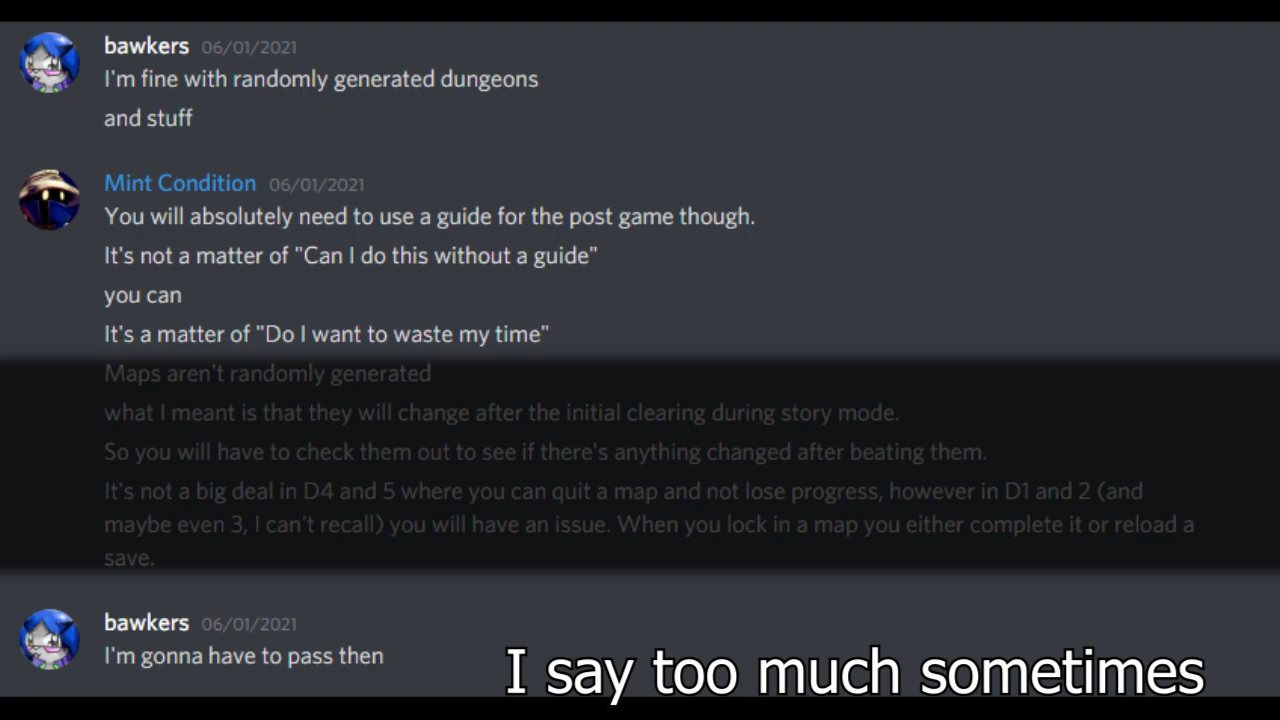 bawkers 06/01/2021
I'm fine with randomly generated dungeons
and stuff
Mint Condition 06/01/2021
You will absolutely need to use a guide for the post game though.
It's not a matter of "Can I do this without a guide"
you can
It's a matter of "Do I want to waste my time"
Maps aren't randomly generated
what I meant is that they will change after the initial clearing during story mode.
So you will have to check them out to see if there's anything changed after beating them.
It's not a big deal in D4 and 5 where you can quit a map and not lose progress, however in D1 and 2 (and
maybe even 3, I can't recall) you will have an issue. When you lock in a map you either complete it or reload a
save.
bawkers 06/01/2021
I'm gonna have to pass then
I say too much sometimes